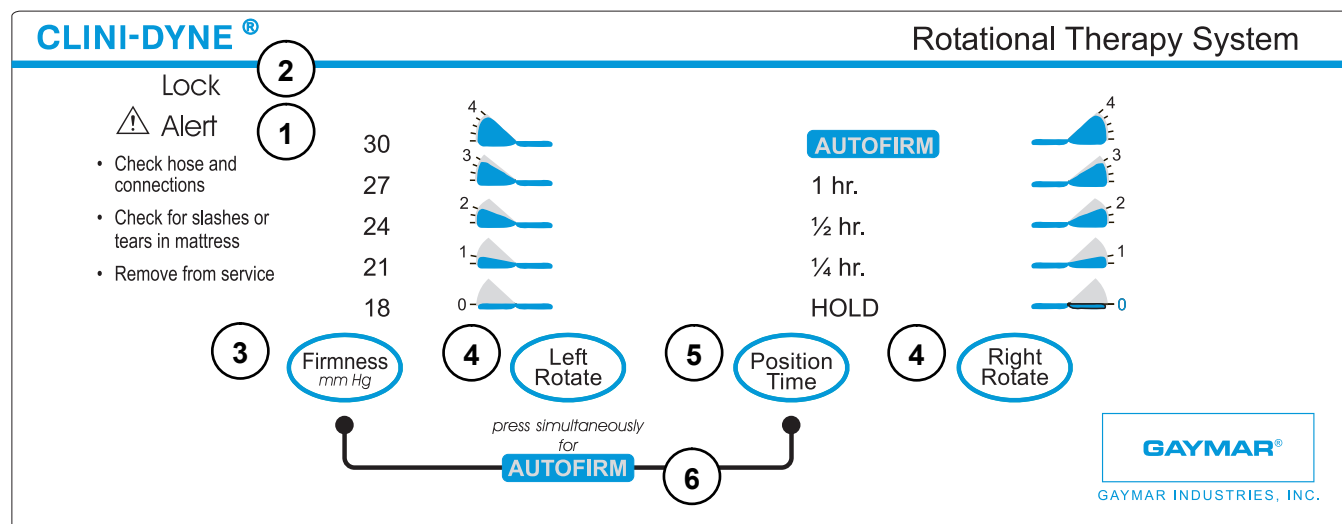 CLINI-DYNE ®
Rotational Therapy System
2
Lock
⚠ Alert
1
• Check hose and
connections
• Check for slashes or
tears in mattress
• Remove from service
30
27
24
21
18
4
3
2
1
0
AUTOFIRM
1 hr.
½ hr.
¼ hr.
HOLD
4
3
2
1
0
3
Firmness
mm Hg
4
Left
Rotate
5
Position
Time
4
Right
Rotate
press simultaneously
for
AUTOFIRM
6
GAYMAR®
GAYMAR INDUSTRIES, INC.